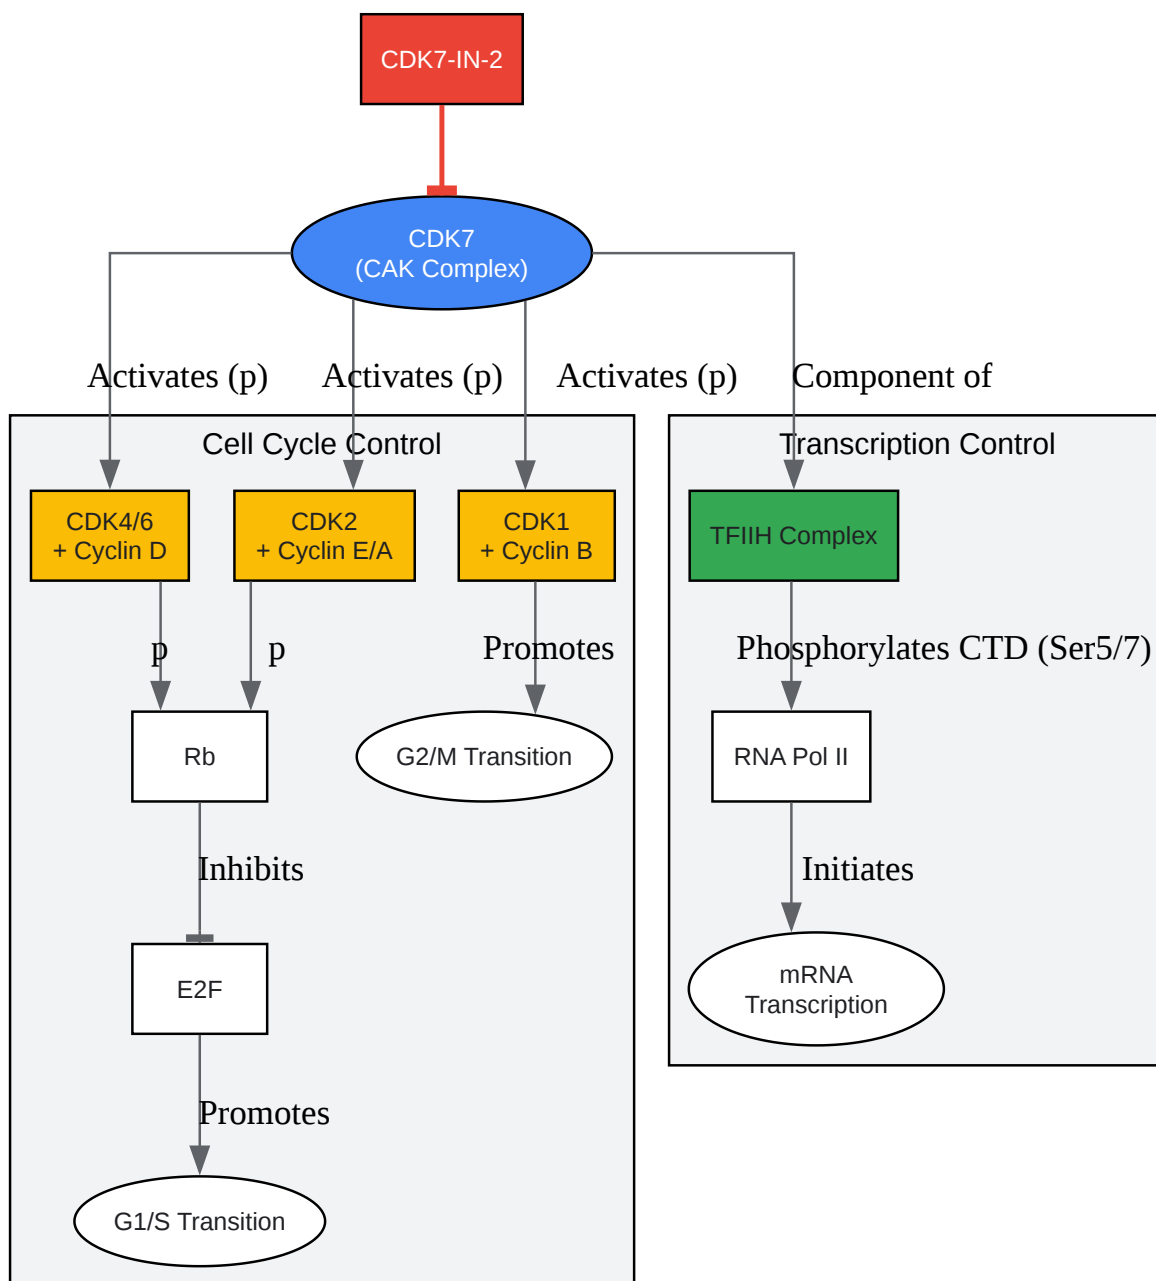 CDK7-IN-2
CDK7
(CAK Complex)
Activates (p)
Activates (p)
Activates (p)
Component of
Cell Cycle Control
Transcription Control
CDK4/6
+ Cyclin D
CDK2
+ Cyclin E/A
CDK1
+ Cyclin B
TFIIH Complex
p
p
Promotes
Phosphorylates CTD (Ser5/7)
Rb
G2/M Transition
RNA Pol II
Inhibits
Initiates
E2F
mRNA
Transcription
Promotes
G1/S Transition